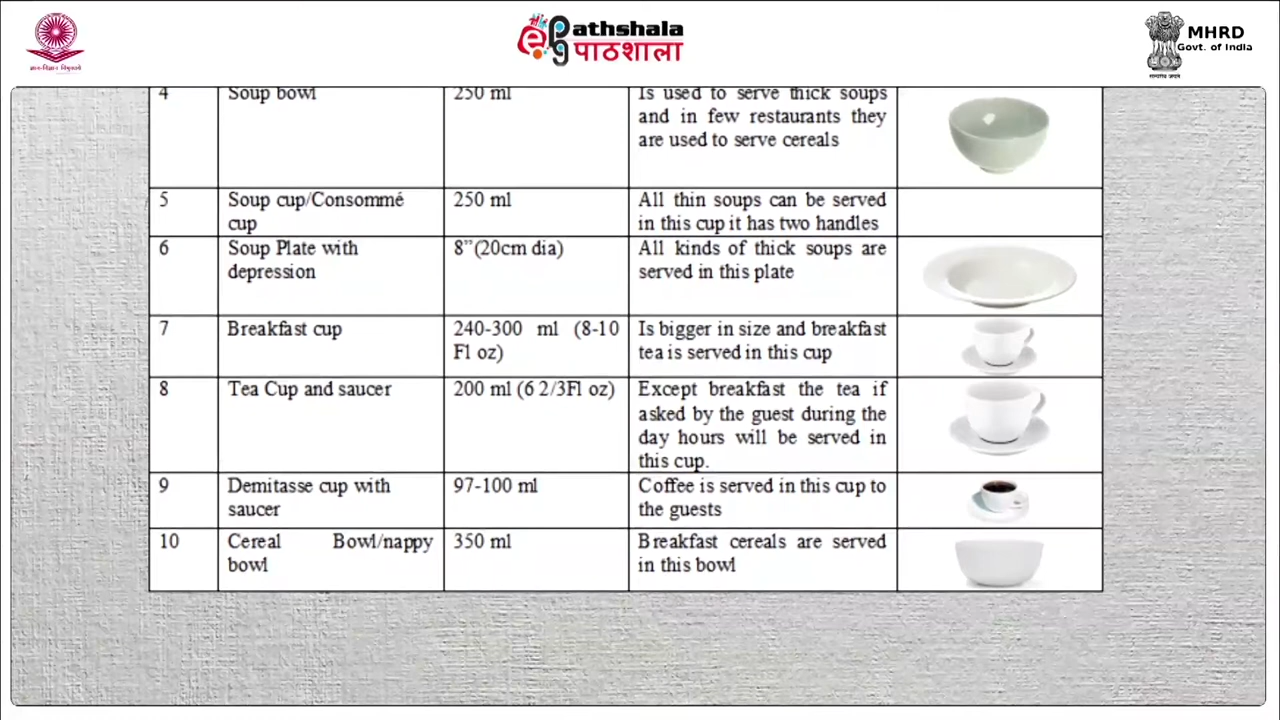 ज्ञान-विज्ञान विमुक्तये
Pathshala
पाठशाला
MHRD
Govt. of India
सत्यमेव जयते
4 Soup bowl 250 ml Is used to serve thick soups
and in few restaurants they
are used to serve cereals
5 Soup cup/Consommé 250 ml All thin soups can be served
cup in this cup it has two handles
6 Soup Plate with 8”(20cm dia) All kinds of thick soups are
depression served in this plate
7 Breakfast cup 240-300 ml (8-10 Is bigger in size and breakfast
Fl oz) tea is served in this cup
8 Tea Cup and saucer 200 ml (6 2/3Fl oz) Except breakfast the tea if
asked by the guest during the
day hours will be served in
this cup.
9 Demitasse cup with 97-100 ml Coffee is served in this cup to
saucer the guests
10 Cereal Bowl/nappy 350 ml Breakfast cereals are served
bowl in this bowl